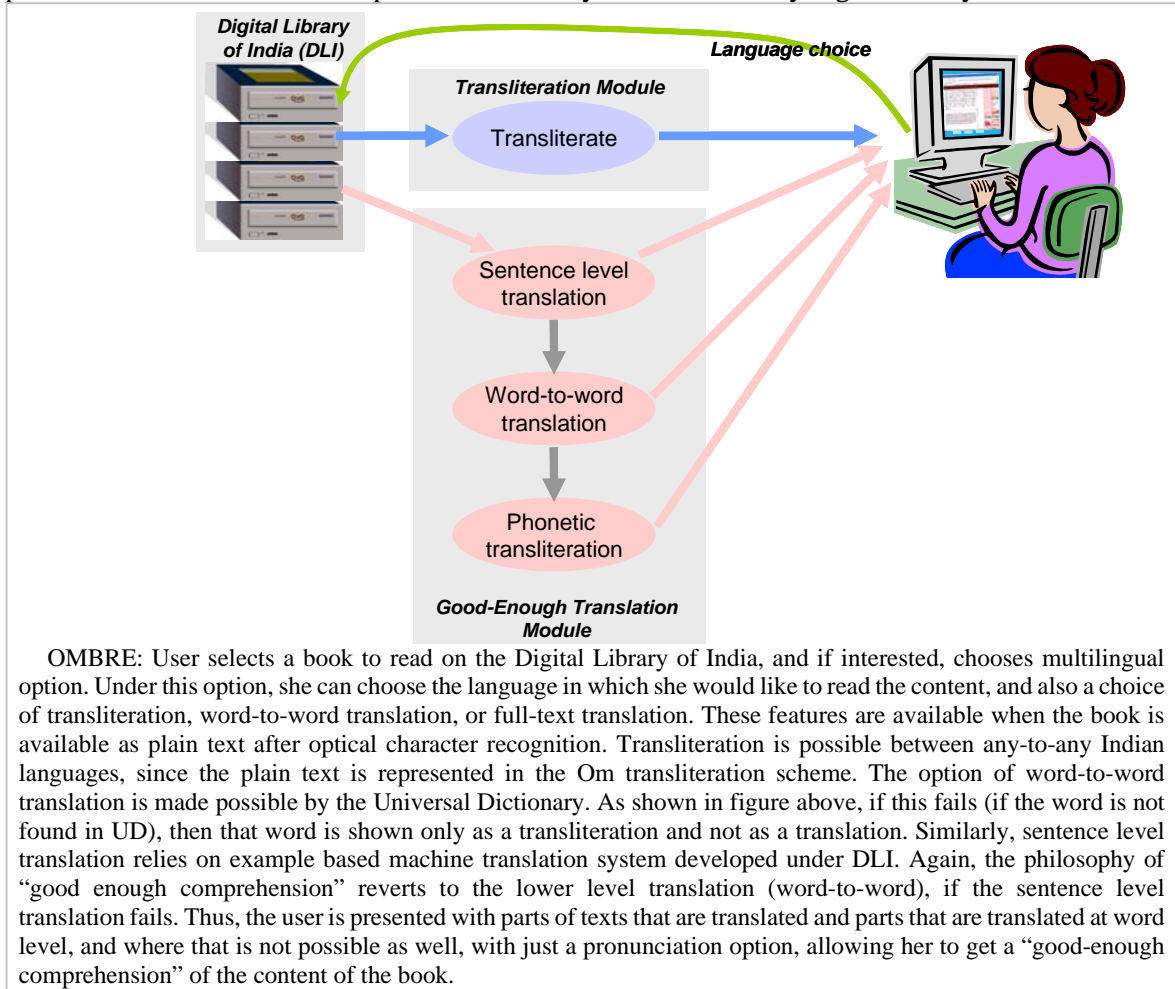 Digital Library
of India (DLI)
Language choice
Transliteration Module
Transliterate
Sentence level
translation
Word-to-word
translation
Phonetic
transliteration
Good-Enough Translation
Module
OMBRE: User selects a book to read on the Digital Library of India, and if interested, chooses multilingual
option. Under this option, she can choose the language in which she would like to read the content, and also a choice
of transliteration, word-to-word translation, or full-text translation. These features are available when the book is
available as plain text after optical character recognition. Transliteration is possible between any-to-any Indian
languages, since the plain text is represented in the Om transliteration scheme. The option of word-to-word
translation is made possible by the Universal Dictionary. As shown in figure above, if this fails (if the word is not
found in UD), then that word is shown only as a transliteration and not as a translation. Similarly, sentence level
translation relies on example based machine translation system developed under DLI. Again, the philosophy of
“good enough comprehension” reverts to the lower level translation (word-to-word), if the sentence level
translation fails. Thus, the user is presented with parts of texts that are translated and parts that are translated at word
level, and where that is not possible as well, with just a pronunciation option, allowing her to get a “good-enough
comprehension” of the content of the book.